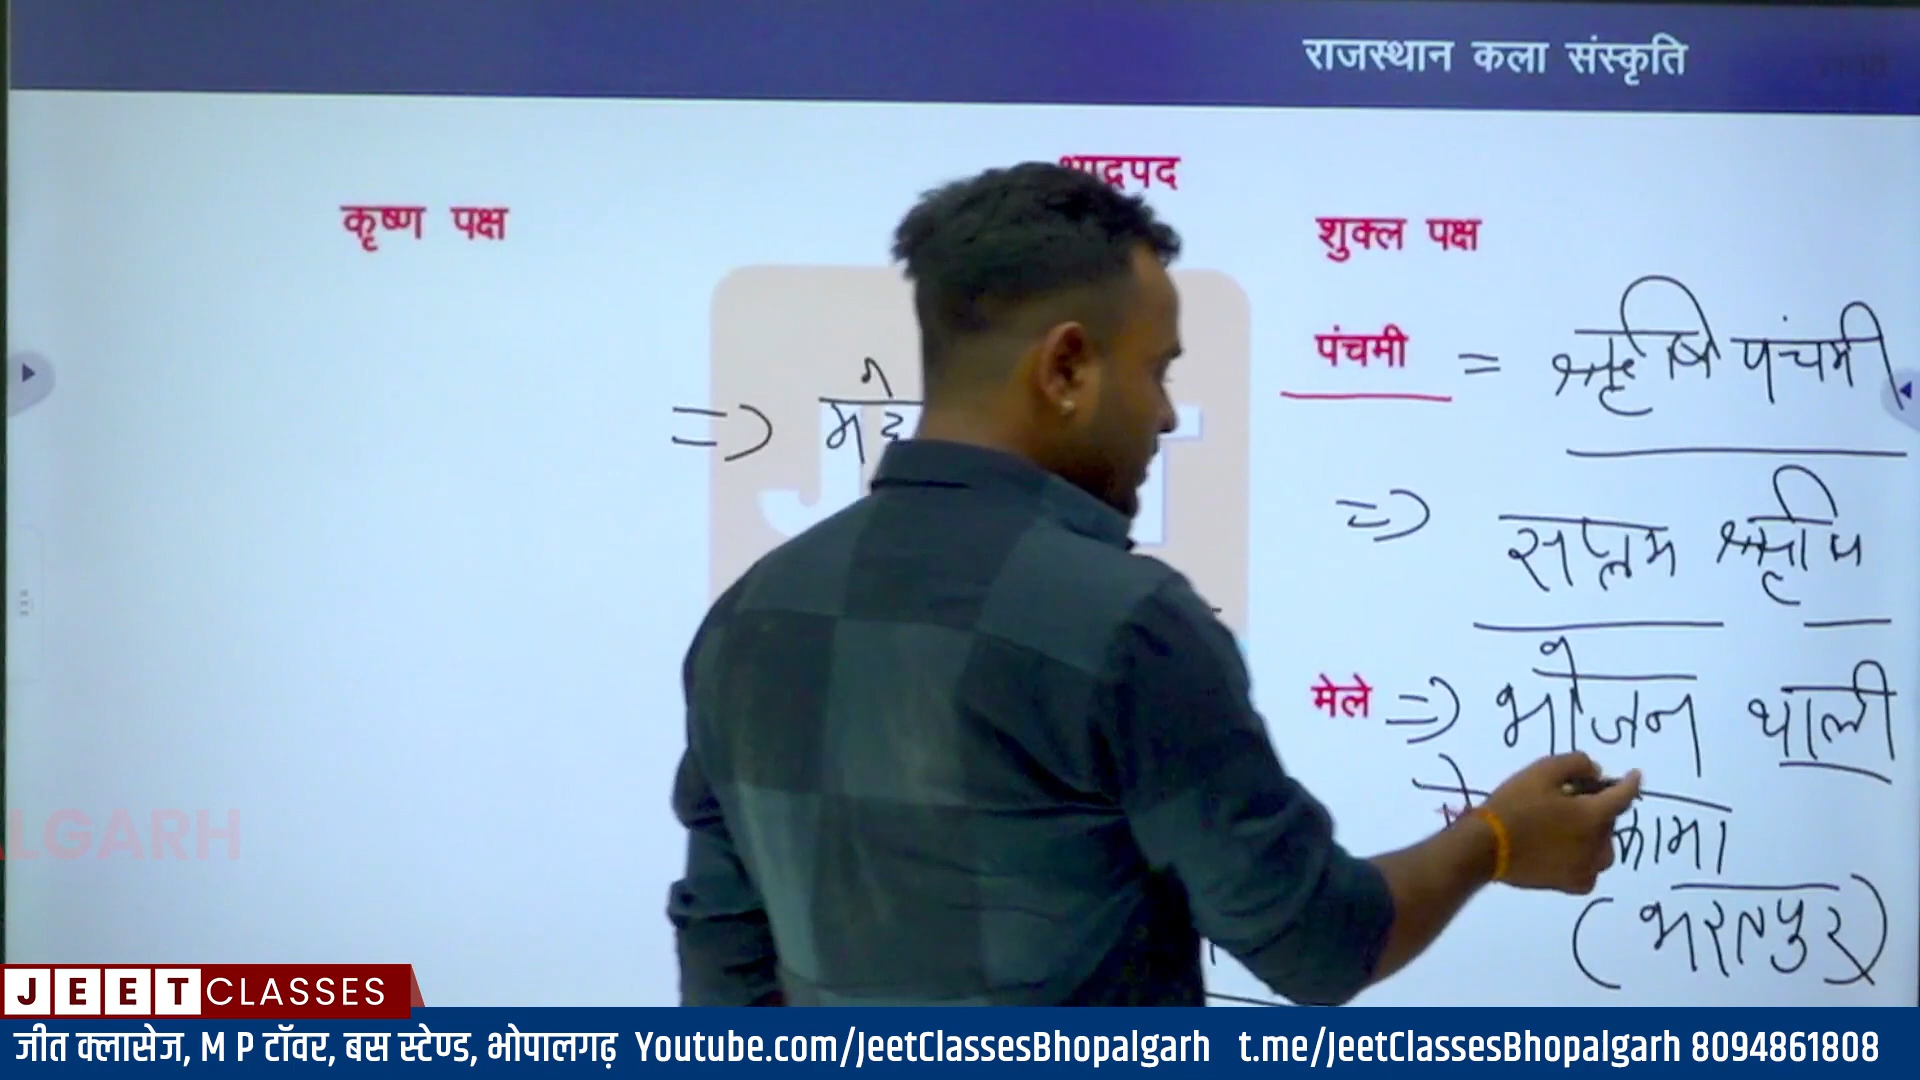 राजस्थान कला संस्कृति
भाद्रपद
कृष्ण पक्ष
शुक्ल पक्ष
पंचमी = ऋषि पंचमी
=>
=> सप्तम ऋषि
मेले => भोजन थाली
कामा
(भरतपुर)
ALGARH
JEET CLASSES
जीत क्लासेज, M P टॉवर, बस स्टेण्ड, भोपालगढ़ Youtube.com/JeetClassesBhopalgarh t.me/JeetClassesBhopalgarh 8094861808